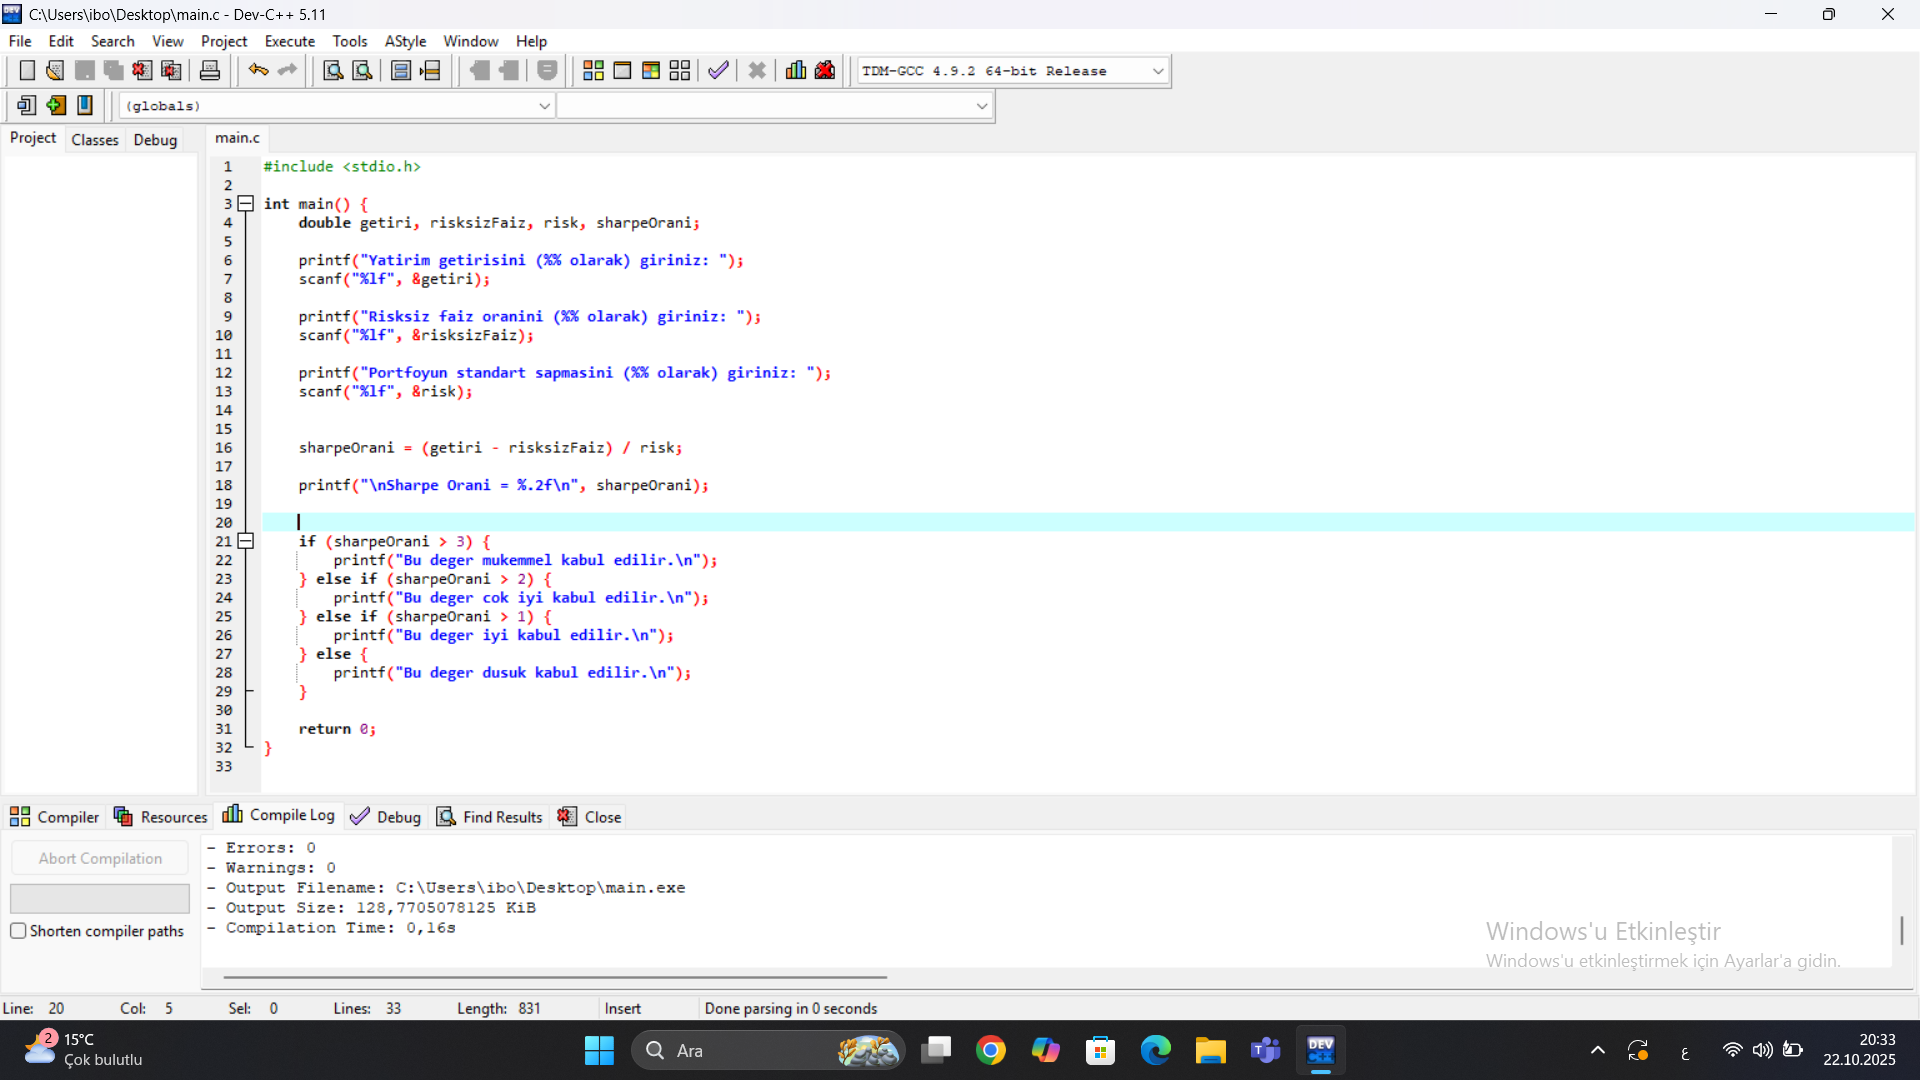 C:\Users\ibo\Desktop\main.c - Dev-C++ 5.11
File Edit Search View Project Execute Tools AStyle Window Help
TDM-GCC 4.9.2 64-bit Release
(globals)
Project Classes Debug
main.c
1 #include <stdio.h>
2
3 int main() {
4 double getiri, risksizFaiz, risk, sharpeOrani;
5
6 printf("Yatirim getirisini (%% olarak) giriniz: ");
7 scanf("%lf", &getiri);
8
9 printf("Risksiz faiz oranini (%% olarak) giriniz: ");
10 scanf("%lf", &risksizFaiz);
11
12 printf("Portfoyun standart sapmasini (%% olarak) giriniz: ");
13 scanf("%lf", &risk);
14
15
16 sharpeOrani = (getiri - risksizFaiz) / risk;
17
18 printf("\nSharpe Orani = %.2f\n", sharpeOrani);
19
20
21 if (sharpeOrani > 3) {
22 printf("Bu deger mukemmel kabul edilir.\n");
23 } else if (sharpeOrani > 2) {
24 printf("Bu deger cok iyi kabul edilir.\n");
25 } else if (sharpeOrani > 1) {
26 printf("Bu deger iyi kabul edilir.\n");
27 } else {
28 printf("Bu deger dusuk kabul edilir.\n");
29 }
30
31 return 0;
32 }
33
Compiler Resources Compile Log Debug Find Results Close
Abort Compilation
Shorten compiler paths
- Errors: 0
- Warnings: 0
- Output Filename: C:\Users\ibo\Desktop\main.exe
- Output Size: 128,7705078125 KiB
- Compilation Time: 0,16s
Windows'u Etkinleştir
Windows'u etkinleştirmek için Ayarlar'a gidin.
Line: 20 Col: 5 Sel: 0 Lines: 33 Length: 831 Insert Done parsing in 0 seconds
2 15°C
Çok bulutlu
Ara
DEV C++
ع
20:33
22.10.2025